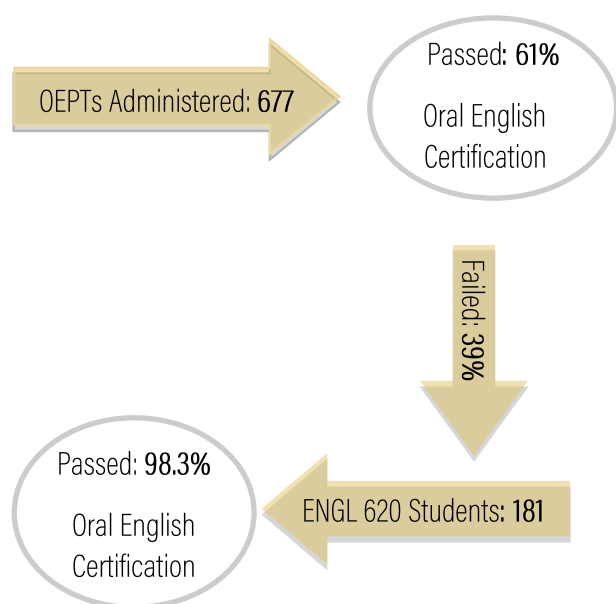 OEPTs Administered: 677
Passed: 61%
Oral English
Certification
Failed: 39%
ENGL 620 Students: 181
Passed: 98.3%
Oral English
Certification